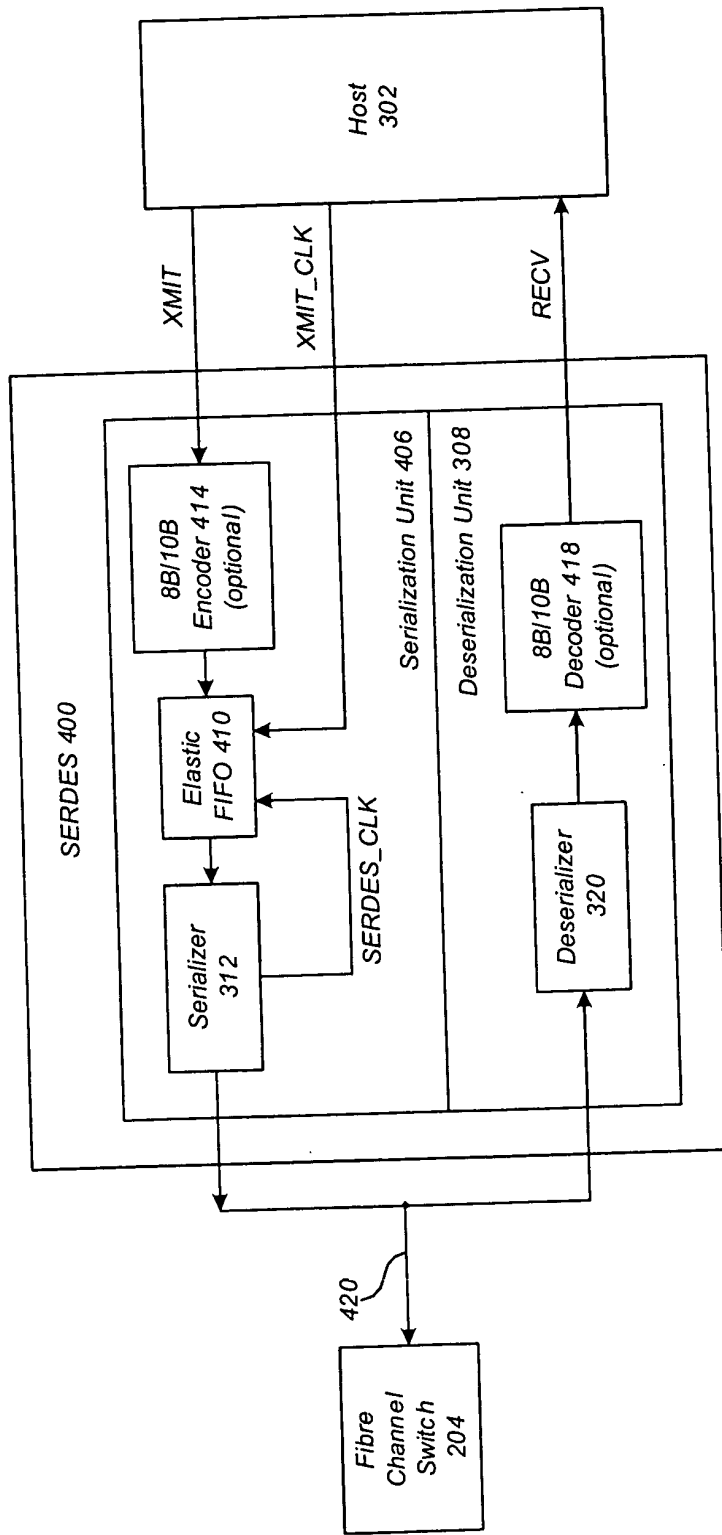 SERDES 400
Fibre
Channel
Switch
204
420
Serializer
312
SERDES_CLK
Elastic
FIFO 410
8B/10B
Encoder 414
(optional)
XMIT
XMIT_CLK
Host
302
Serialization Unit 406
Deserialization Unit 308
Deserializer
320
8B/10B
Decoder 418
(optional)
RECV